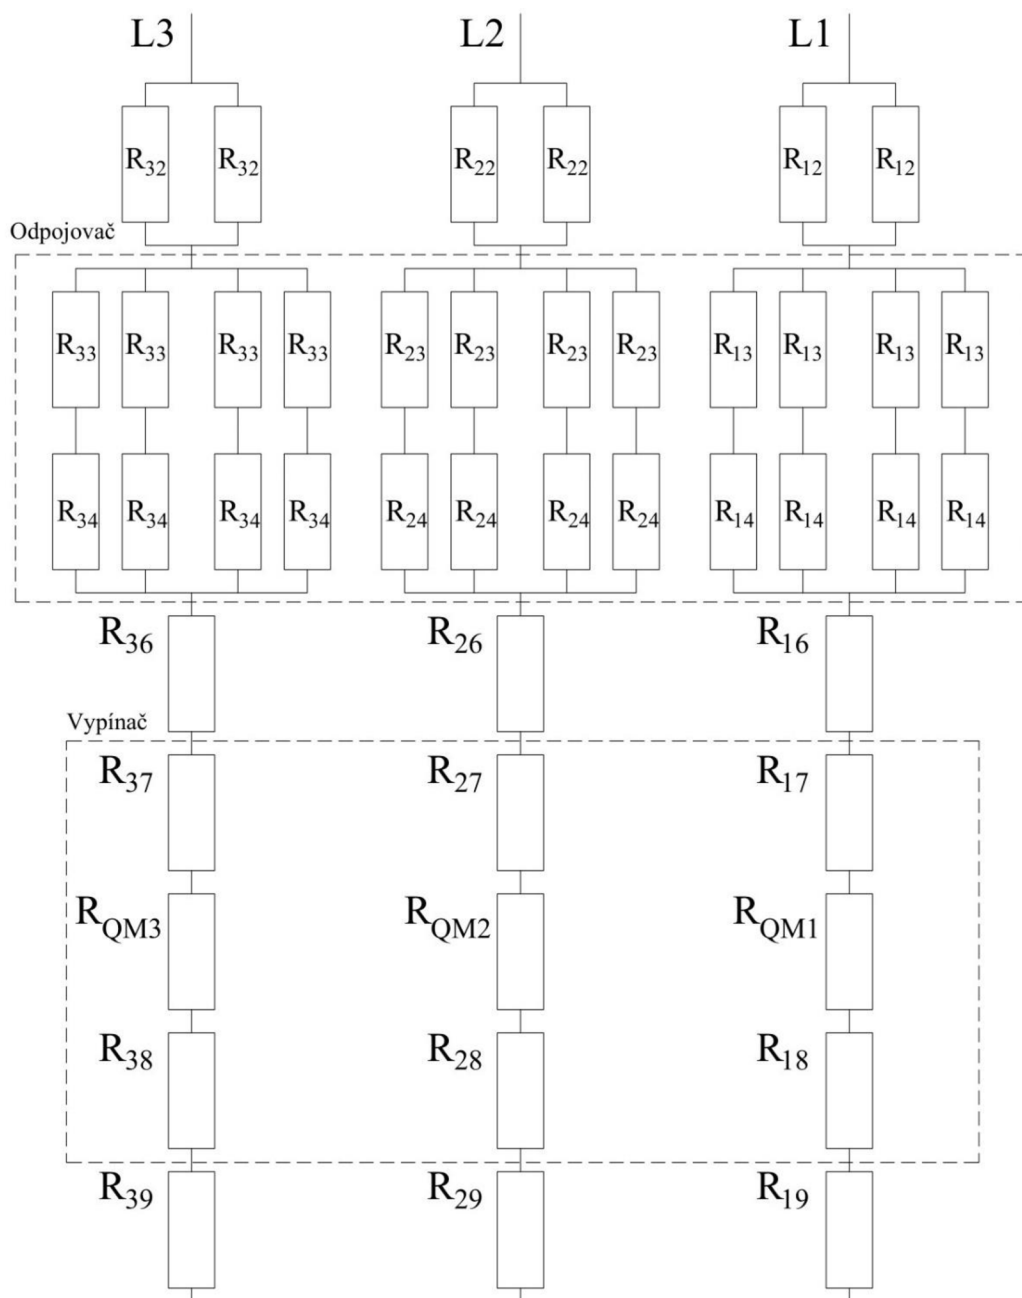 L3 L2 L1
R32 R32 R22 R22 R12 R12
Odpojovač
R33 R33 R33 R33 R23 R23 R23 R23 R13 R13 R13 R13
R34 R34 R34 R34 R24 R24 R24 R24 R14 R14 R14 R14
R36 R26 R16
Vypínač
R37 R27 R17
RQM3 RQM2 RQM1
R38 R28 R18
R39 R29 R19